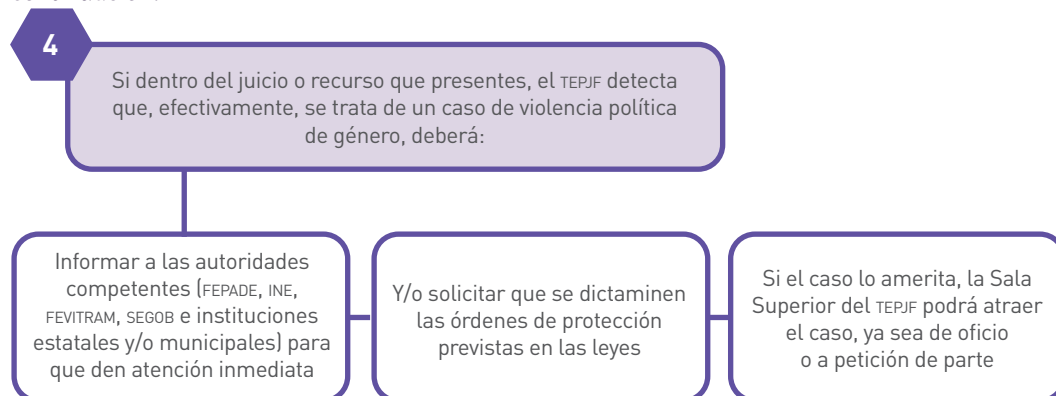 4
Si dentro del juicio o recurso que presentes, el TEPJF detecta
que, efectivamente, se trata de un caso de violencia política
de género, deberá:
Informar a las autoridades
competentes (FEPADE, INE,
FEVITRAM, SEGOB e instituciones
estatales y/o municipales) para
que den atención inmediata
Y/o solicitar que se dictaminen
las órdenes de protección
previstas en las leyes
Si el caso lo amerita, la Sala
Superior del TEPJF podrá atraer
el caso, ya sea de oficio
o a petición de parte